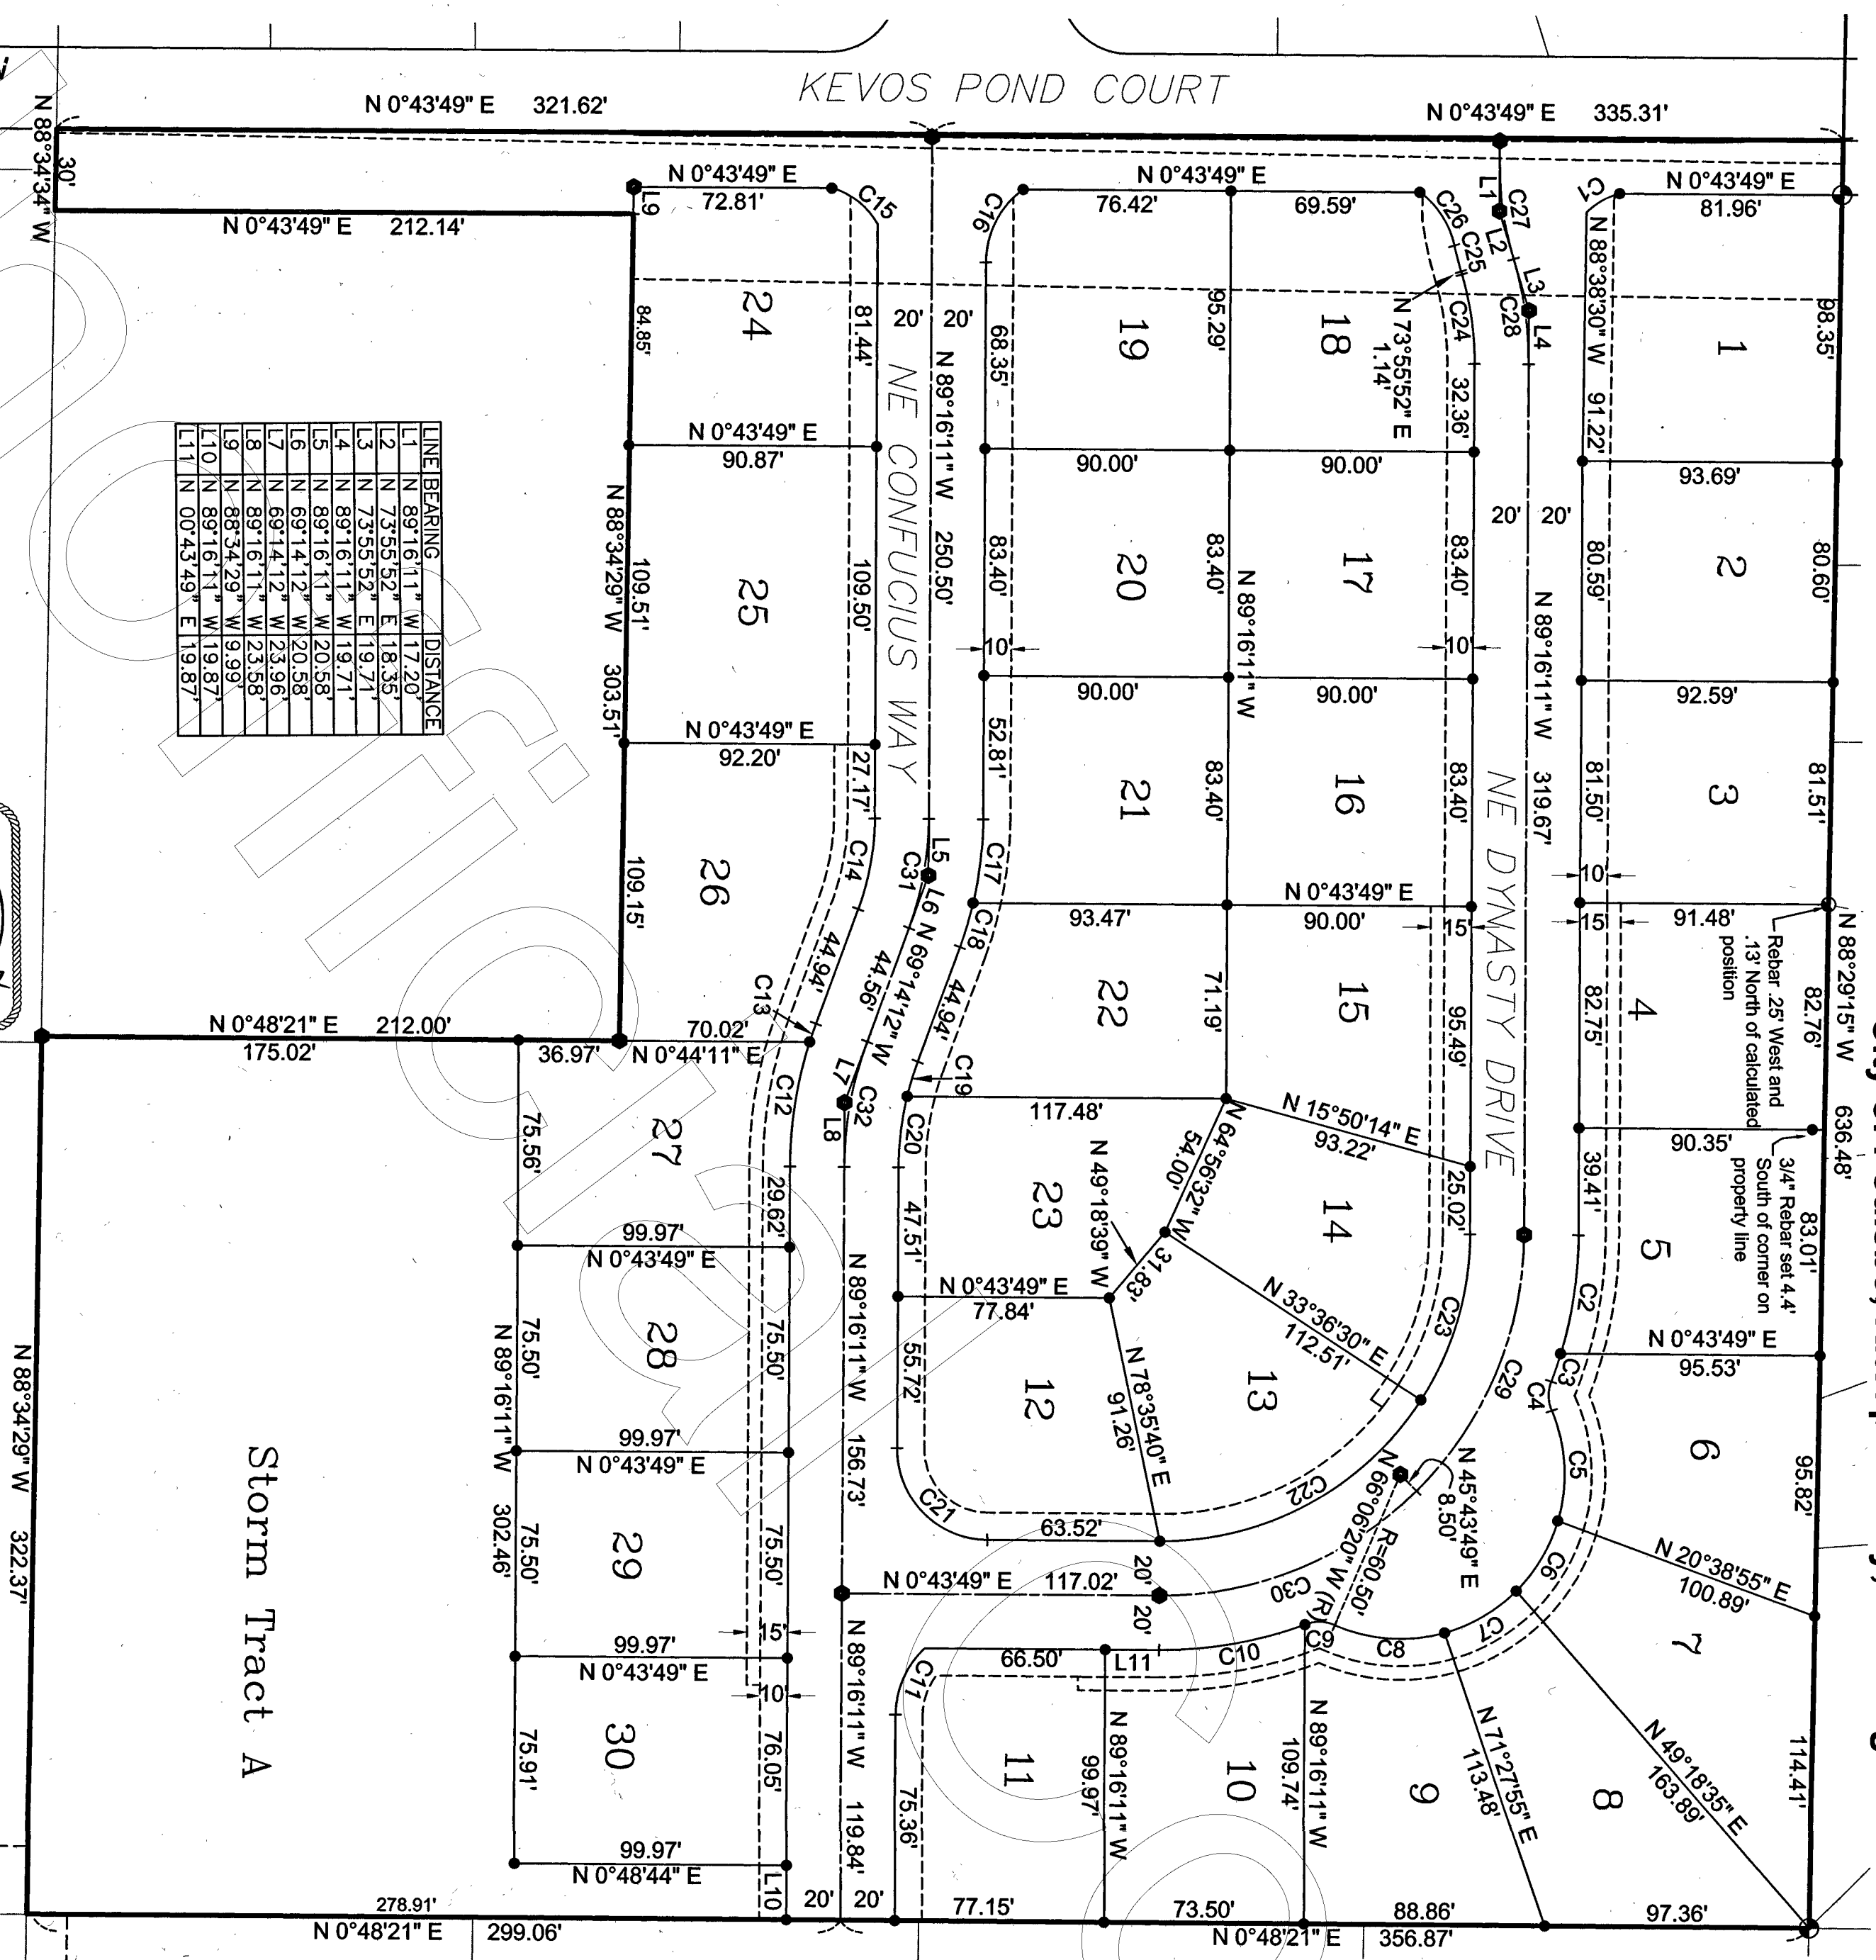 KEVOS POND COURT
N 0°43'49" E 321.62'
N 0°43'49" E 335.31'
N 88°34'34" W
30'
N 0°43'49" E 212.14'
L9
N 0°43'49" E
72.81'
C15
C16
N 0°43'49" E
76.42'
69.59'
C26
C25
L1
C27
L2
L3
C28
L4
C1
N 0°43'49" E
81.96'
N 88°38'30" W 91.22'
98.35'
1
24
84.85'
81.44'
20' 20'
68.35'
19
95.29'
18
N 73°55'52" E
1.14'
C24
32.36'
N 0°43'49" E
90.87'
90.00'
90.00'
93.69'
NE CONFUCIUS WAY
N 89°16'11" W 250.50'
20' 20'
LINE BEARING DISTANCE
L1 N 89°16'11" W 17.20'
L2 N 73°55'52" E 18.35'
L3 N 73°55'52" E 19.71'
L4 N 89°16'11" W 19.71'
L5 N 89°16'11" W 20.58'
L6 N 69°14'12" W 20.58'
L7 N 69°14'12" W 23.96'
L8 N 89°16'11" W 23.58'
L9 N 88°34'29" W 9.99'
L10 N 89°16'11" W 19.87'
L11 N 00°43'49" E 19.87'
N 88°34'29" W 303.51'
109.51'
25
109.50'
83.40'
20
83.40'
N 89°16'11" W
17
83.40'
N 89°16'11" W 319.67'
80.59'
2
80.60'
10'
10'
90.00'
90.00'
92.59'
N 0°43'49" E
92.20'
27.17'
52.81'
21
83.40'
16
83.40'
NE DYNASTY DRIVE
81.50'
3
81.51'
26
109.15'
C14
C31
L5
C17
L6
10'
15'
15'
93.47'
N 0°43'49" E
90.00'
91.48'
Rebar .25' West and
.13' North of calculated
position
N 88°29'15" W 636.48'
44.94'
N 69°14'12" W
44.56'
C18
44.94'
22
71.19'
15
95.49'
82.75'
4
82.76'
C13
N 0°48'21" E 212.00'
175.02'
36.97'
70.02'
N 0°44'11" E
L7
C32
L8
C19
117.48'
N 15°50'14" E
93.22'
90.35'
3/4" Rebar set 4.4'
South of corner on
property line
75.56'
27
C12
29.62'
C20
47.51'
23
N 64°56'32" W
54.00'
N 49°18'39" W
31.83'
14
25.02'
39.41'
5
83.01'
99.97'
N 0°43'49" E
N 0°43'49" E
77.84'
N 33°36'30" E
112.51'
C23
C2
N 0°43'49" E
95.53'
N 88°34'29" W 322.37'
N 89°16'11" W 302.46'
75.50'
28
75.50'
N 89°16'11" W 156.73'
55.72'
12
N 78°35'40" E
91.26'
13
C29
C3
C4
C5
6
95.82'
99.97'
N 0°43'49" E
C21
C22
N 45°43'49" E
8.50'
N 66°06'20" W (R)
R=60.50'
Storm Tract A
75.50'
29
75.50'
63.52'
N 0°43'49" E 117.02'
20'
20'
C30
C6
N 20°38'55" E
100.89'
99.97'
N 0°43'49" E
15'
10'
66.50'
L11
C10
C9
C8
C7
7
C11
75.91'
30
76.05'
N 89°16'11" W 119.84'
75.36'
11
N 89°16'11" W
99.97'
10
N 89°16'11" W
109.74'
9
N 71°27'55" E
113.48'
8
N 49°18'35" E
163.89'
114.41'
99.97'
N 0°48'44" E
L10
20' 20'
278.91'
N 0°48'21" E 299.06'
77.15'
73.50'
88.86'
97.36'
N 0°48'21" E 356.87'
Unofficial
Co